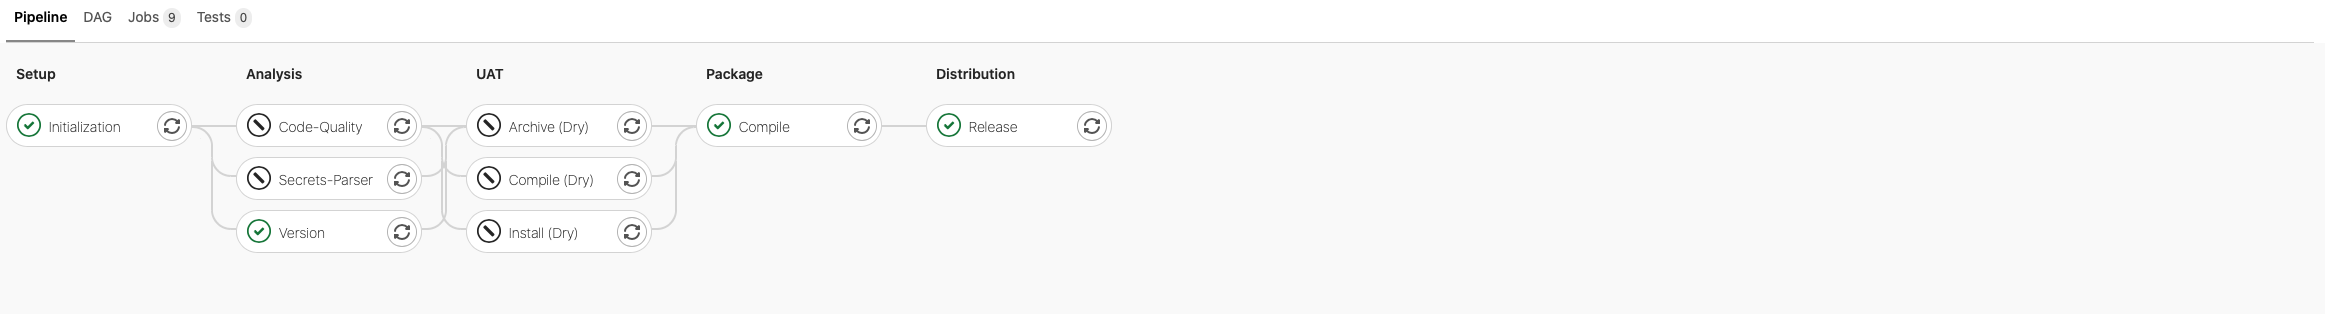 Pipeline DAG Jobs 9 Tests 0
Setup Analysis UAT Package Distribution
Initialization Code-Quality Archive (Dry) Compile Release
Secrets-Parser Compile (Dry)
Version Install (Dry)